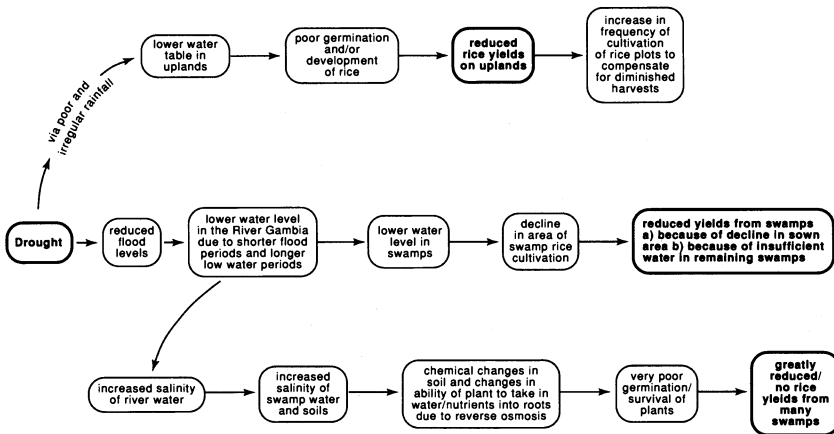 lower water
table in
uplands
poor germination
and/or
development
of rice
reduced
rice yields
on uplands
increase in
frequency of
cultivation
of rice plots to
compensate
for diminished
harvests
via poor and
irregular rainfall
Drought
reduced
flood
levels
lower water level
in the River Gambia
due to shorter flood
periods and longer
low water periods
lower water
level in
swamps
decline
in area of
swamp rice
cultivation
reduced yields from swamps
a) because of decline in sown
area b) because of insufficient
water in remaining swamps
increased salinity
of river water
increased
salinity of
swamp water
and soils
chemical changes in
soil and changes in
ability of plant to take in
water/nutrients into roots
due to reverse osmosis
very poor
germination/
survival of
plants
greatly
reduced/
no rice
yields from
many
swamps